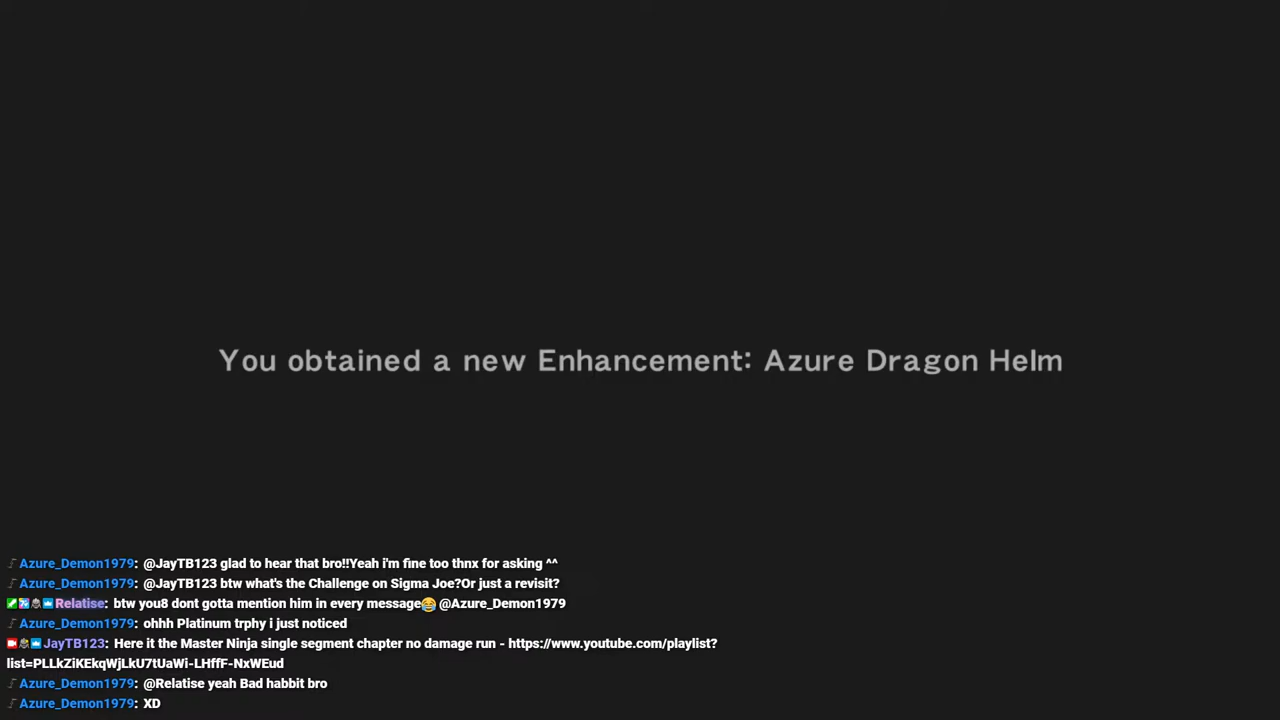 You obtained a new Enhancement: Azure Dragon Helm
Azure_Demon1979: @JayTB123 glad to hear that bro!!Yeah i'm fine too thnx for asking ^^
Azure_Demon1979: @JayTB123 btw what's the Challenge on Sigma Joe?Or just a revisit?
Relatise: btw you8 dont gotta mention him in every message😂 @Azure_Demon1979
Azure_Demon1979: ohhh Platinum trphy i just noticed
JayTB123: Here it the Master Ninja single segment chapter no damage run - https://www.youtube.com/playlist?
list=PLLkZiKEkqWjLkU7tUaWi-LHffF-NxWEud
Azure_Demon1979: @Relatise yeah Bad habbit bro
Azure_Demon1979: XD